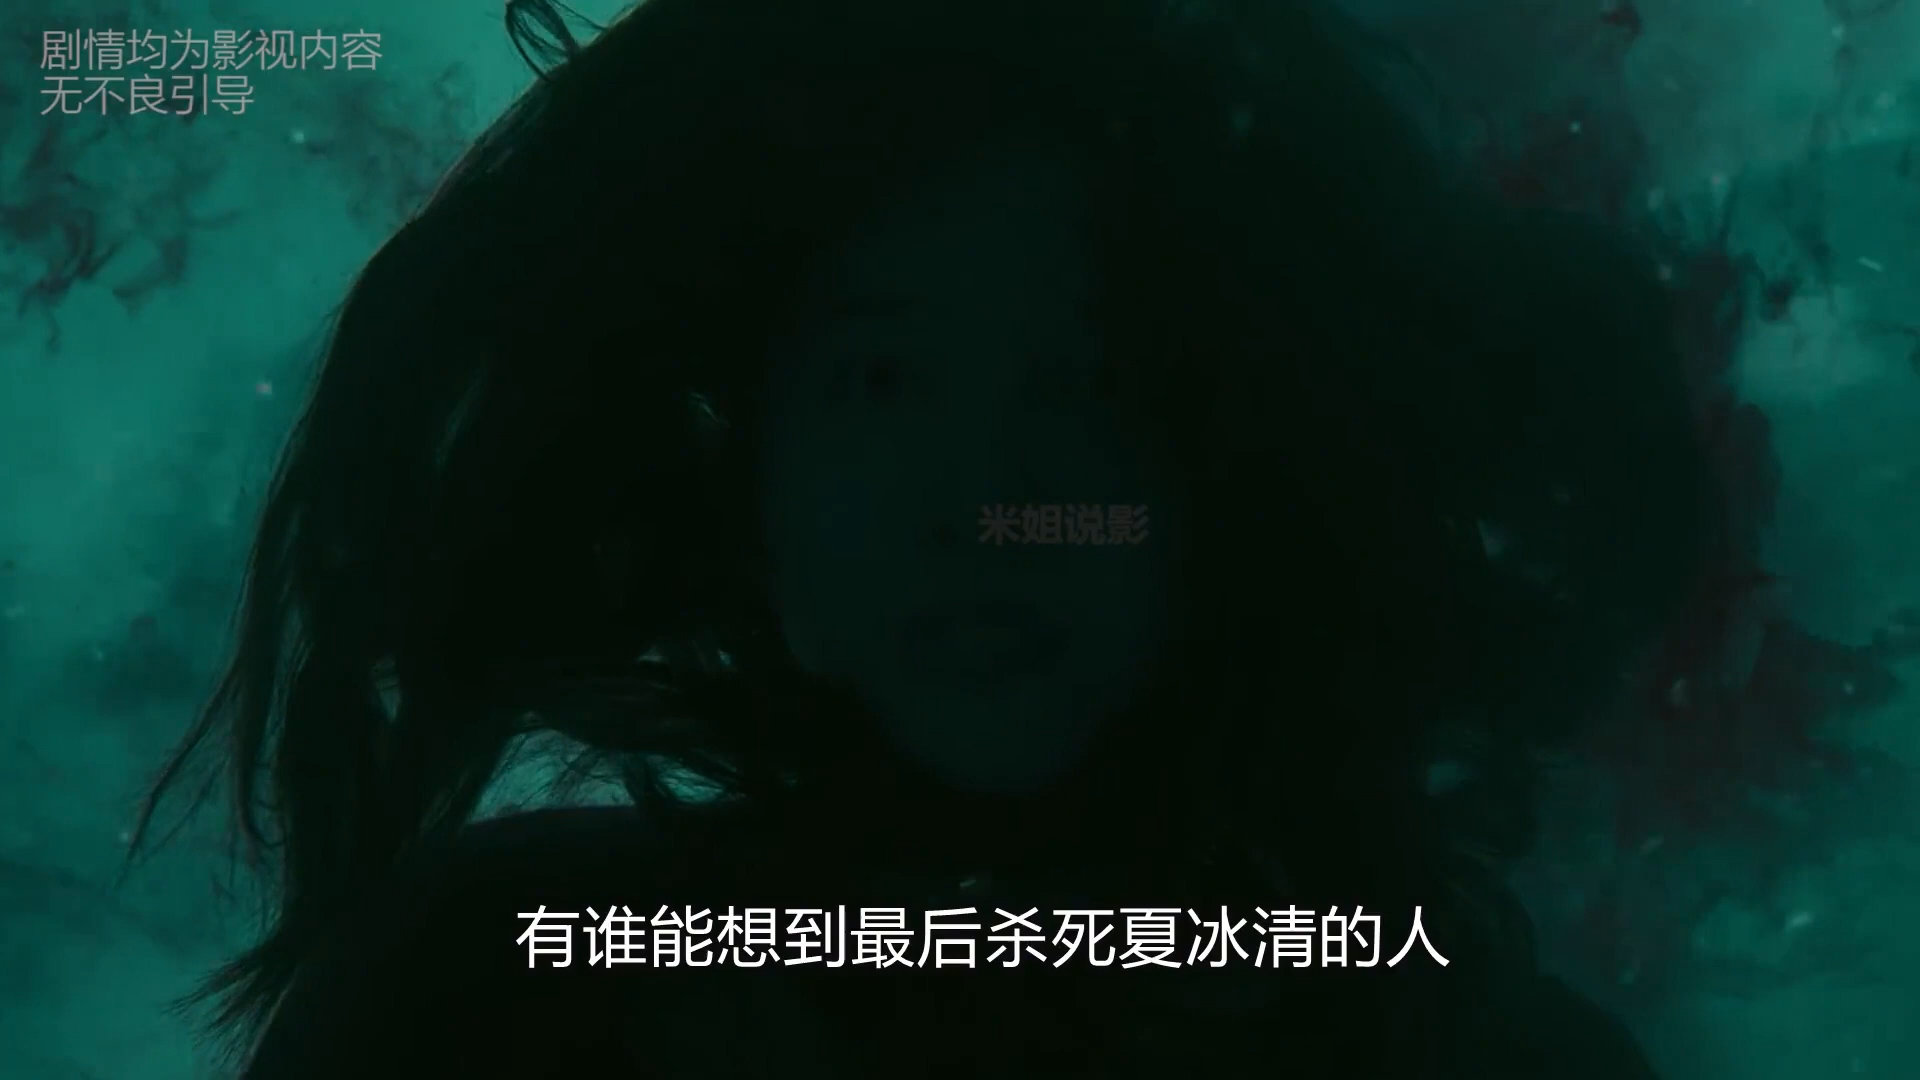 剧情均为影视内容
无不良引导
米姐说影
有谁能想到最后杀死夏冰清的人